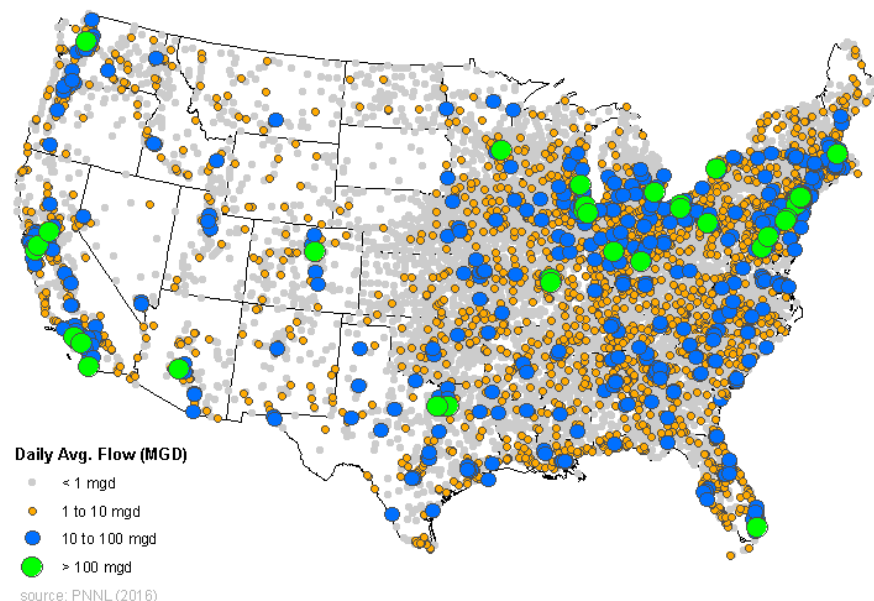 Daily Avg. Flow (MGD)
< 1 mgd
1 to 10 mgd
10 to 100 mgd
> 100 mgd
source: PNNL (2016)